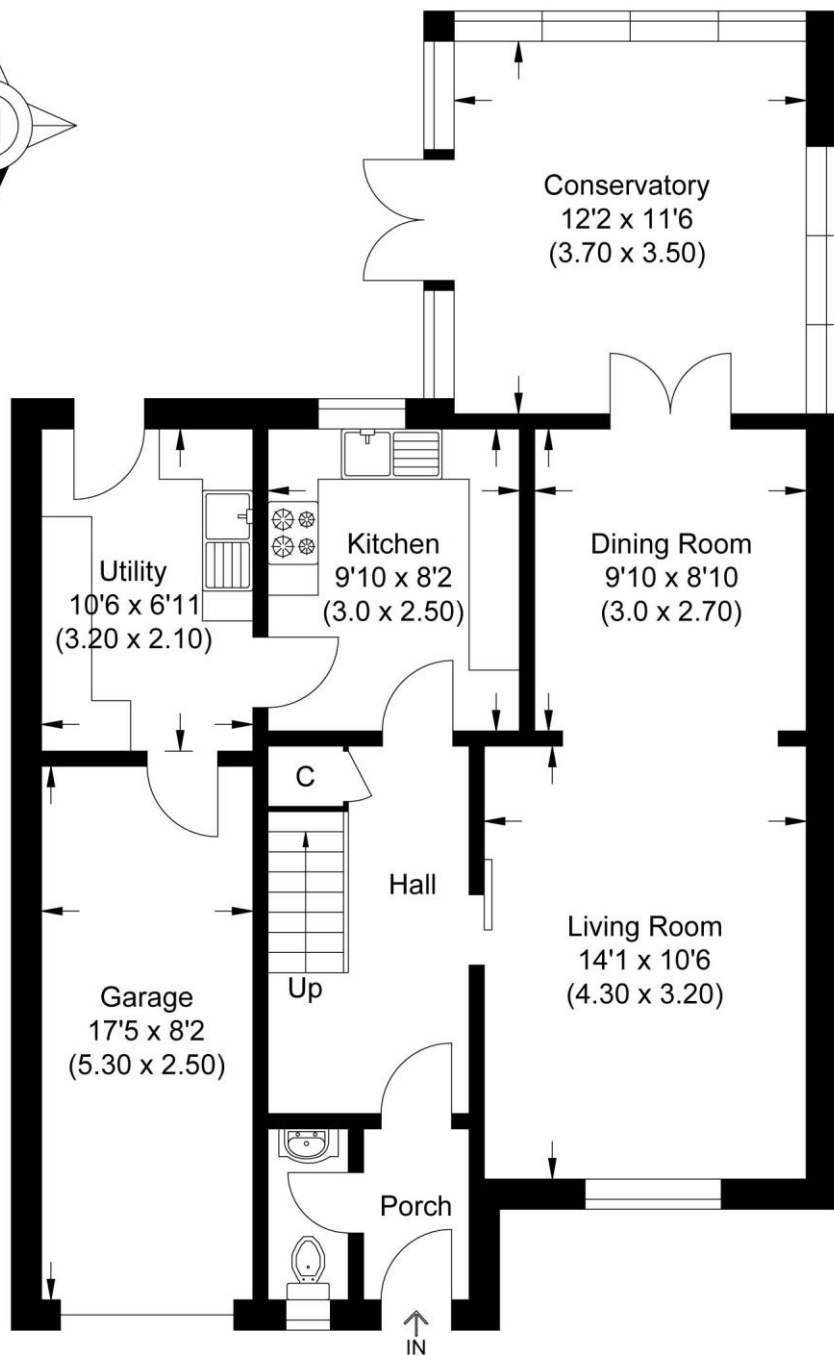 Conservatory
12'2 x 11'6
(3.70 x 3.50)
Utility
10'6 x 6'11
(3.20 x 2.10)
Kitchen
9'10 x 8'2
(3.0 x 2.50)
Dining Room
9'10 x 8'10
(3.0 x 2.70)
C
Hall
Up
Living Room
14'1 x 10'6
(4.30 x 3.20)
Garage
17'5 x 8'2
(5.30 x 2.50)
Porch
IN